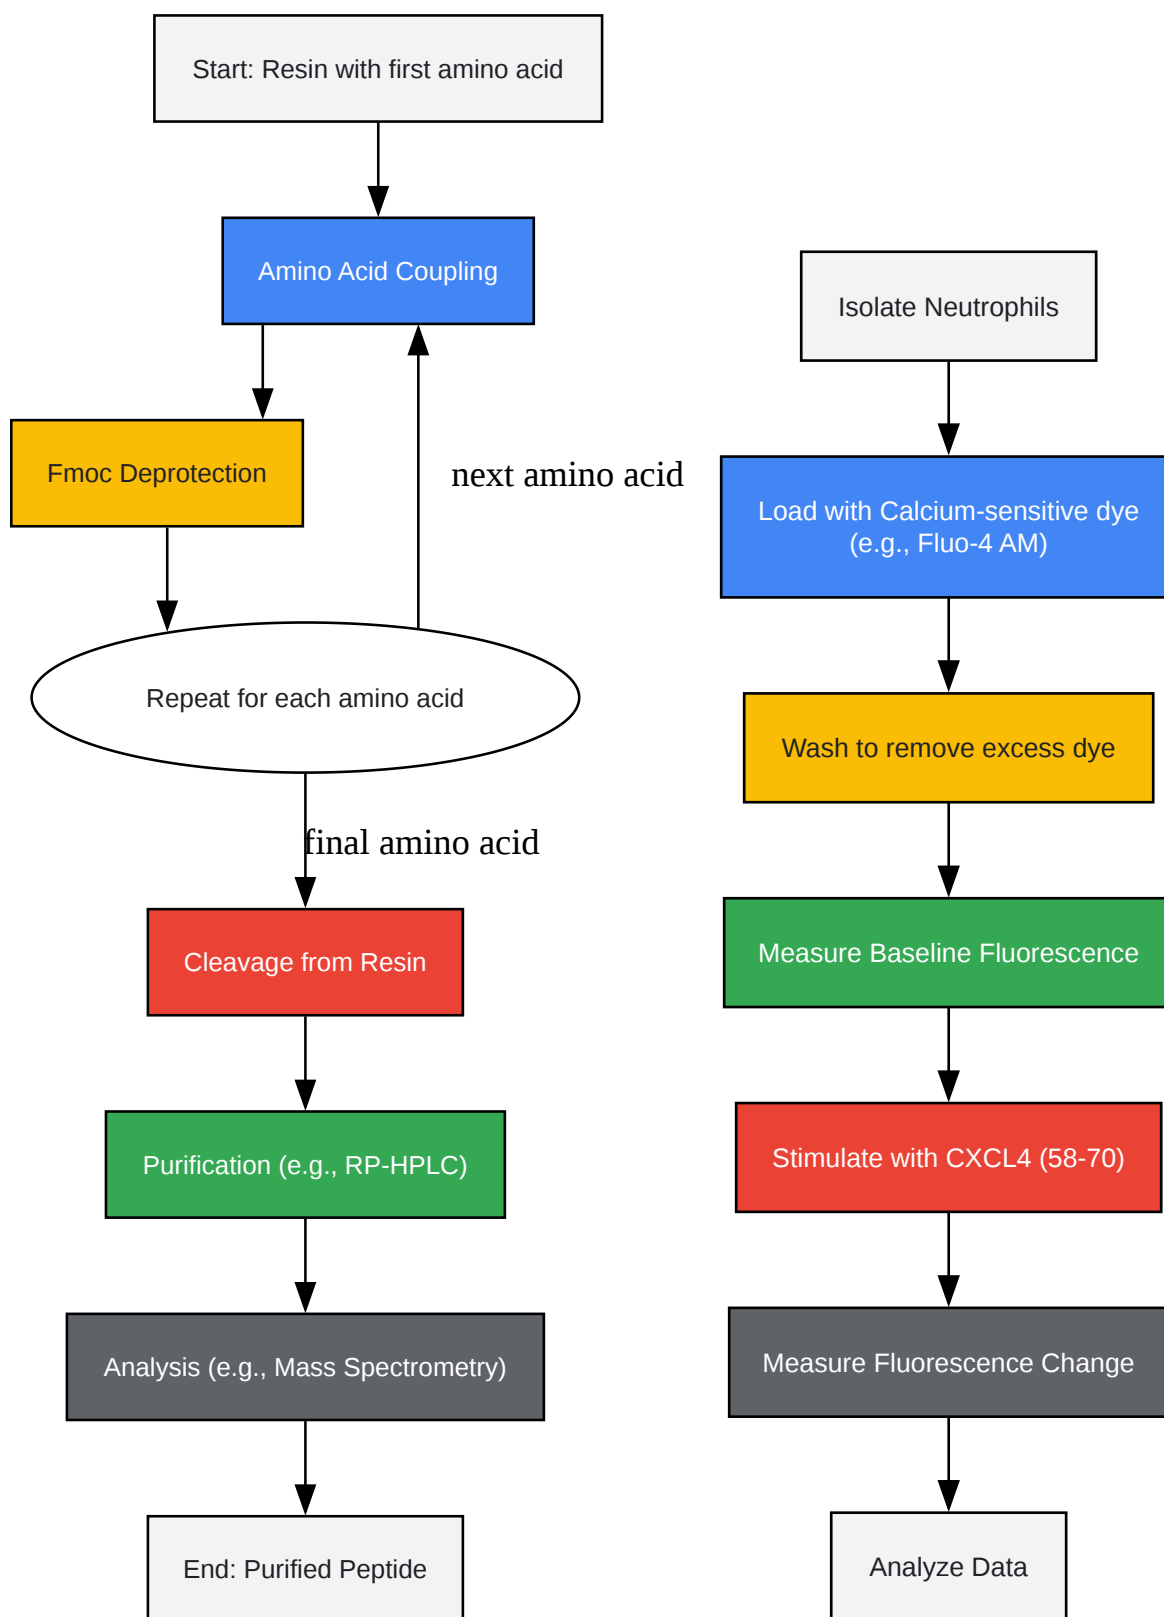 Start: Resin with first amino acid
Amino Acid Coupling
Fmoc Deprotection
next amino acid
Repeat for each amino acid
final amino acid
Cleavage from Resin
Purification (e.g., RP-HPLC)
Analysis (e.g., Mass Spectrometry)
End: Purified Peptide
Isolate Neutrophils
Load with Calcium-sensitive dye
(e.g., Fluo-4 AM)
Wash to remove excess dye
Measure Baseline Fluorescence
Stimulate with CXCL4 (58-70)
Measure Fluorescence Change
Analyze Data